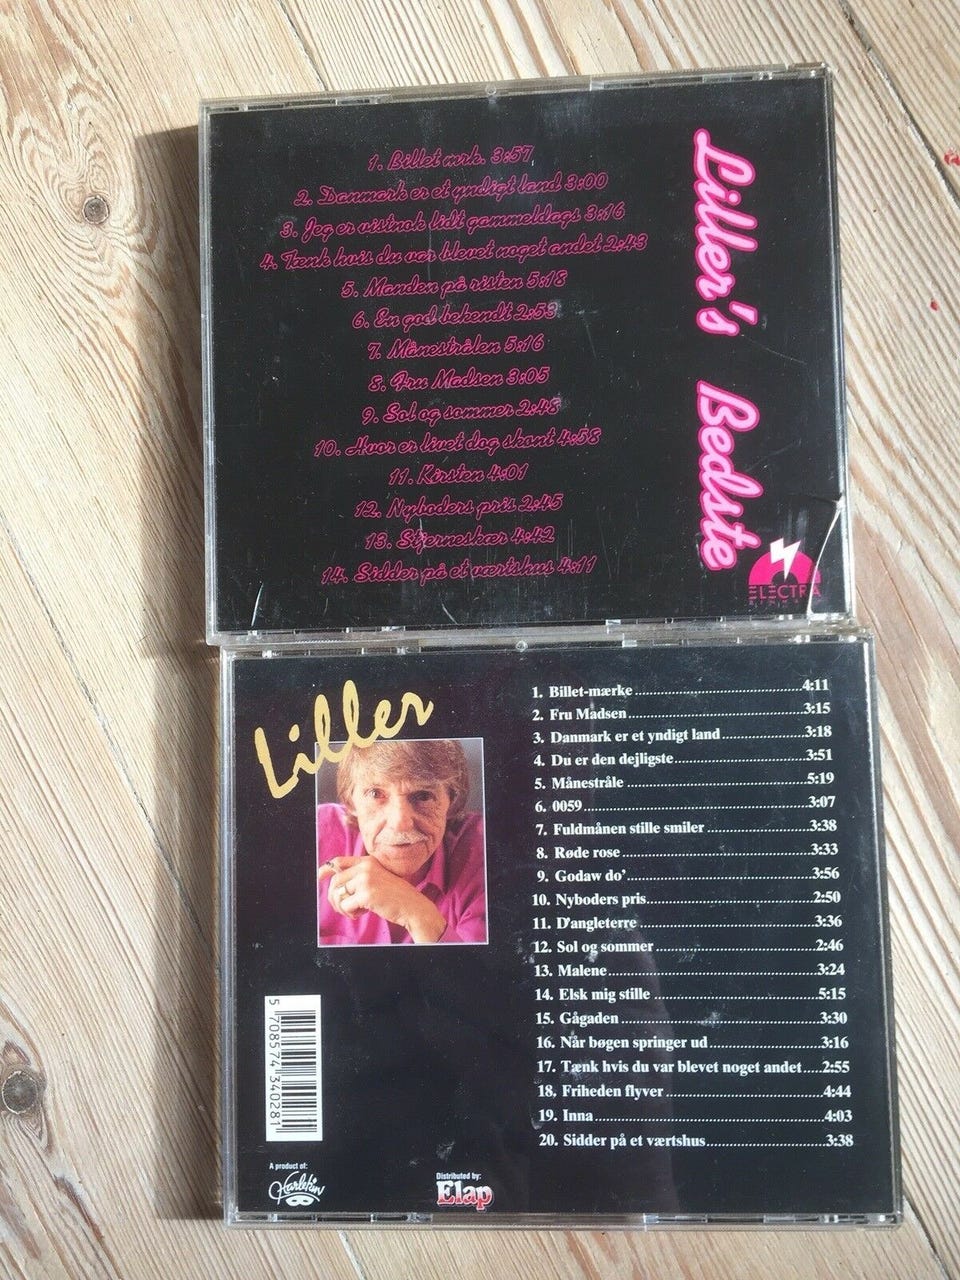 1. Billet mrk. 3:57
2. Danmark er et yndigt land 3:00
3. Jeg er vistnok lidt gammeldags 3:16
4. Tænk hvis du var blevet noget andet 2:43
5. Manden på risten 5:18
6. En god bekendt 2:53
7. Månestrålen 5:16
8. Fru Madsen 3:05
9. Sol og sommer 2:48
10. Hvor er livet dog skønt 4:58
11. Kirsten 4:01
12. Nyboders pris 2:45
13. Stjerneskær 4:42
14. Sidder på et værtshus 4:11
Liller's Bedste
ELECTRA
Liller
1. Billet-mærke 4:11
2. Fru Madsen 3:15
3. Danmark er et yndigt land 3:18
4. Du er den dejligste 3:51
5. Månestråle 5:19
6. 0059 3:07
7. Fuldmånen stille smiler 3:38
8. Røde rose 3:33
9. Godaw do' 3:56
10. Nyboders pris 2:50
11. D'angleterre 3:36
12. Sol og sommer 2:46
13. Malene 3:24
14. Elsk mig stille 5:15
15. Gågaden 3:30
16. Når bøgen springer ud 3:16
17. Tænk hvis du var blevet noget andet 2:55
18. Friheden flyver 4:44
19. Inna 4:03
20. Sidder på et værtshus 3:38
5 708574 340281
A product of:
Harlekin
Distributed by:
Elap